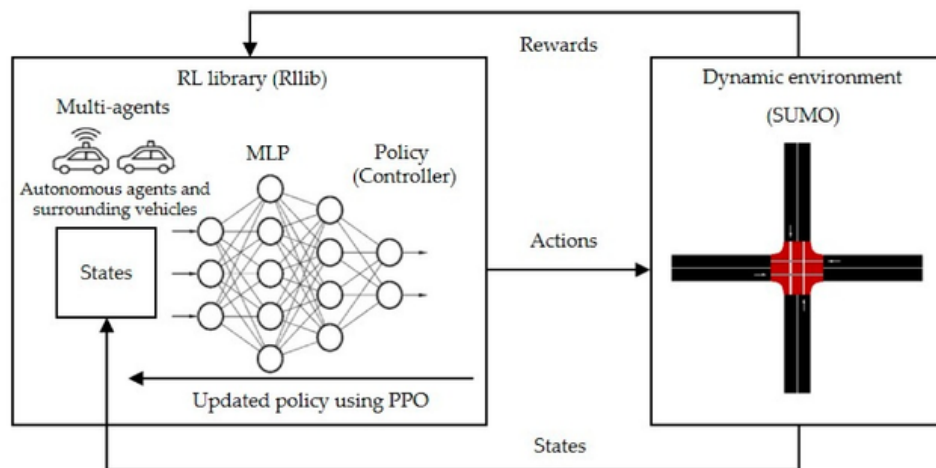 Rewards
RL library (Rllib)
Multi-agents
Autonomous agents and
surrounding vehicles
States
MLP
Policy
(Controller)
Updated policy using PPO
Actions
Dynamic environment
(SUMO)
States